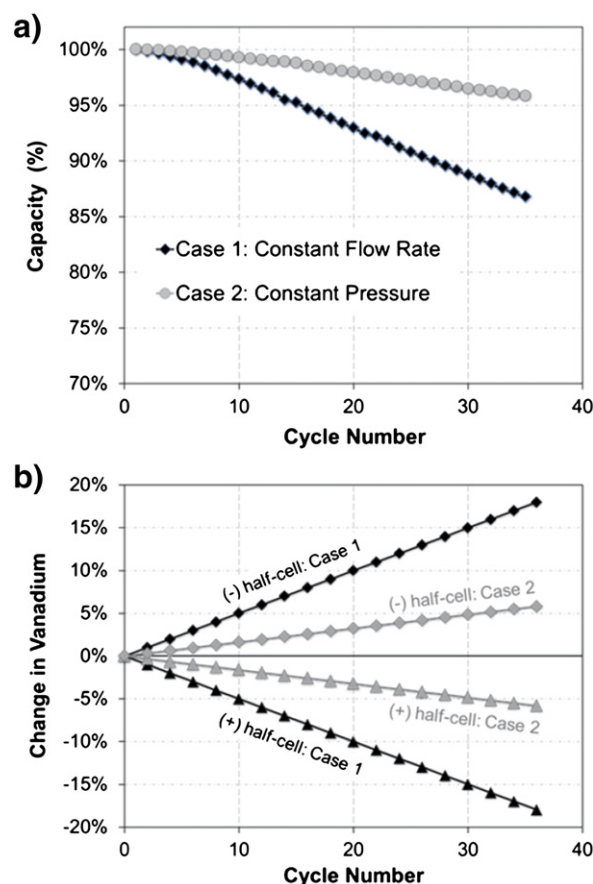 a)
100%
95%
90%
85%
80%
75%
70%
Capacity (%)
Case 1: Constant Flow Rate
Case 2: Constant Pressure
0 10 20 30 40
Cycle Number
b)
20%
15%
10%
5%
0%
-5%
-10%
-15%
-20%
Change in Vanadium
(-) half-cell: Case 1
(-) half-cell: Case 2
(+) half-cell: Case 2
(+) half-cell: Case 1
0 10 20 30 40
Cycle Number